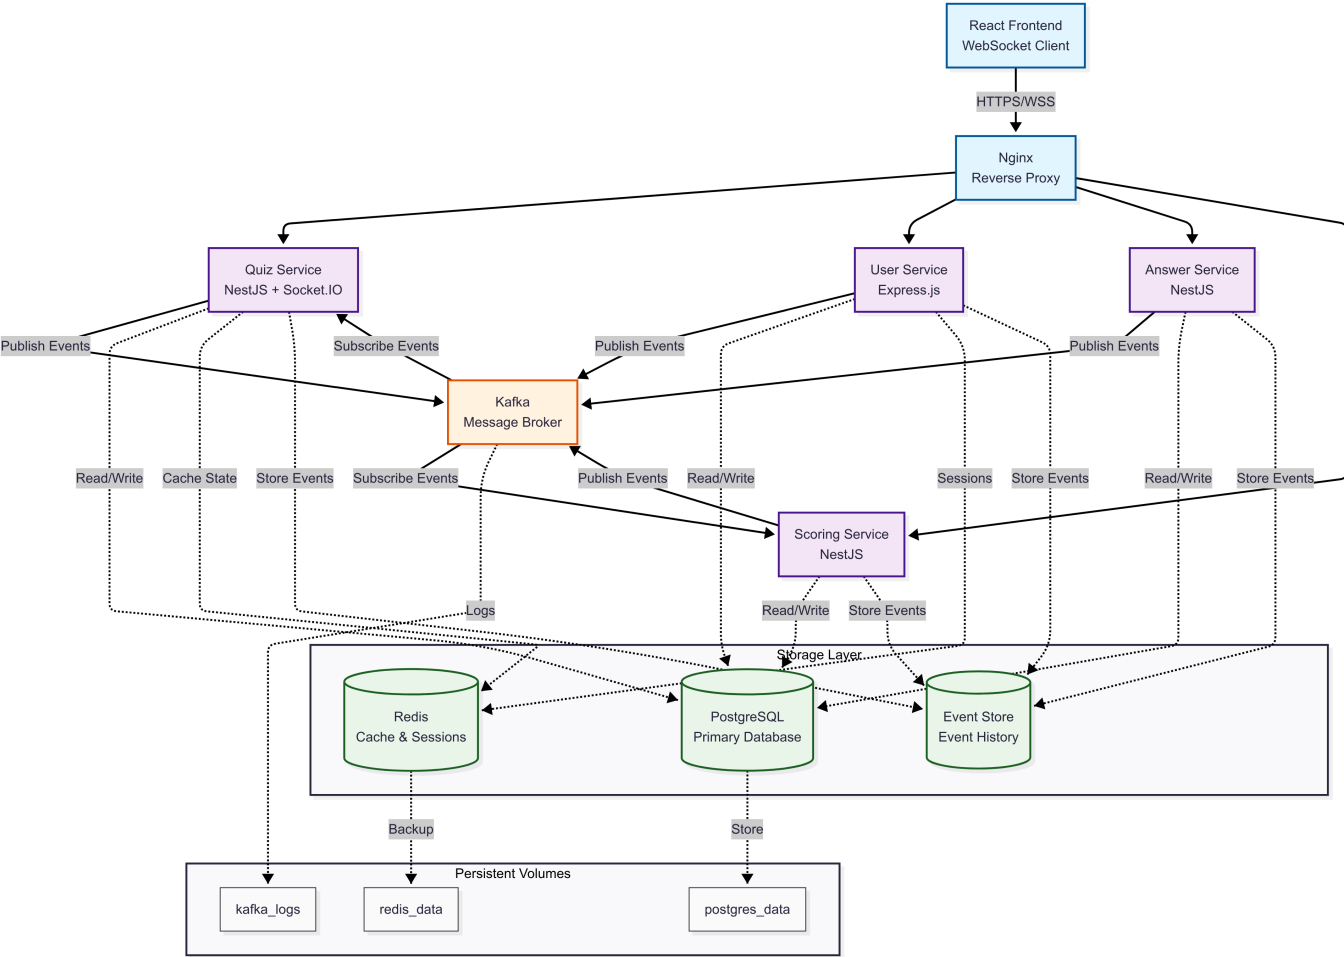 React Frontend
WebSocket Client
HTTPS/WSS
Nginx
Reverse Proxy
Quiz Service
NestJS + Socket.IO
User Service
Express.js
Answer Service
NestJS
Publish Events
Subscribe Events
Publish Events
Publish Events
Kafka
Message Broker
Read/Write
Cache State
Store Events
Subscribe Events
Publish Events
Read/Write
Sessions
Store Events
Read/Write
Store Events
Scoring Service
NestJS
Logs
Read/Write
Store Events
Storage Layer
Redis
Cache & Sessions
PostgreSQL
Primary Database
Event Store
Event History
Backup
Store
Persistent Volumes
kafka_logs
redis_data
postgres_data